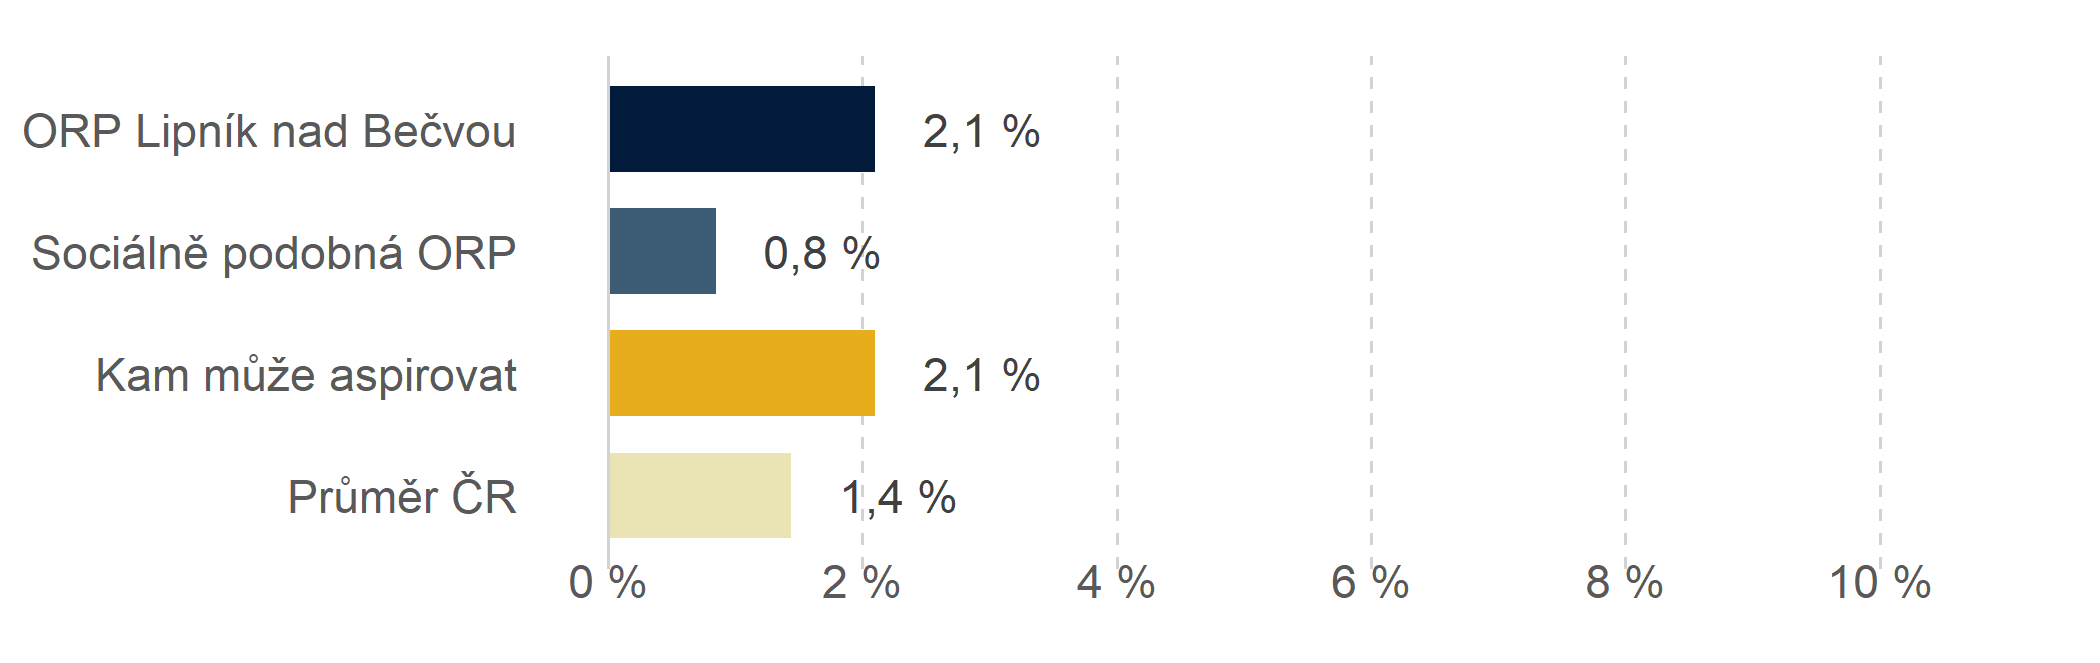 ORP Lipník nad Bečvou 2,1 %
Sociálně podobná ORP 0,8 %
Kam může aspirovat 2,1 %
Průměr ČR 1,4 %
0 % 2 % 4 % 6 % 8 % 10 %